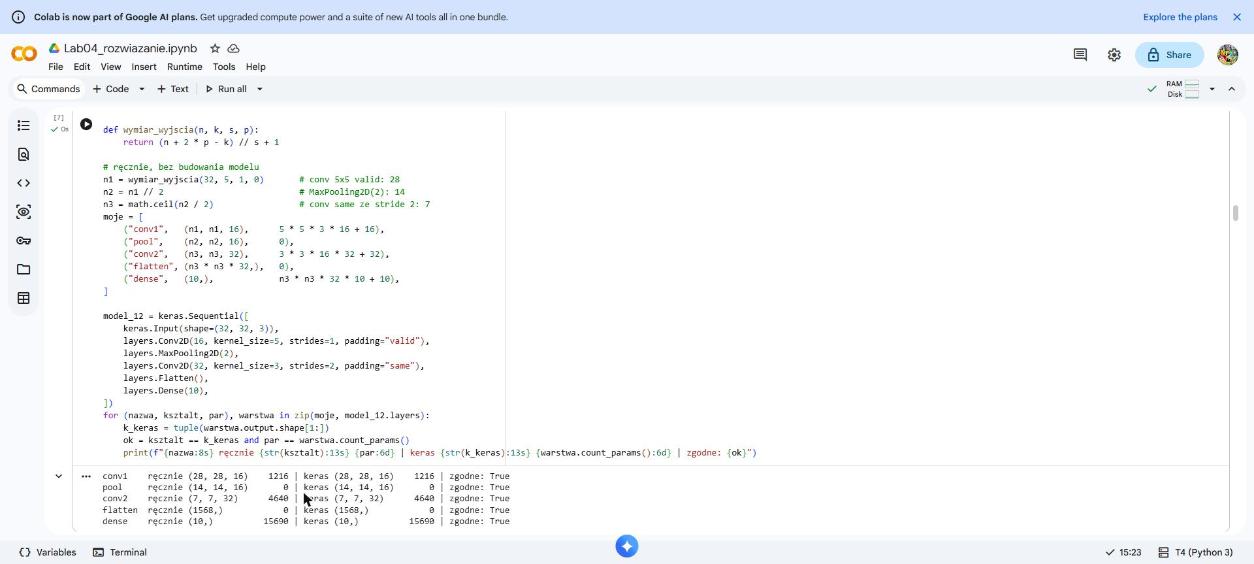 Colab is now part of Google AI plans. Get upgraded compute power and a suite of new AI tools all in one bundle.
Explore the plans
Lab04_rozwiazanie.ipynb
File Edit View Insert Runtime Tools Help
Share
Commands + Code + Text Run all
RAM
Disk
[7]
0s
def wymiar_wyjscia(n, k, s, p):
    return (n + 2 * p - k) // s + 1
# ręcznie, bez budowania modelu
n1 = wymiar_wyjscia(32, 5, 1, 0)       # conv 5x5 valid: 28
n2 = n1 // 2                           # MaxPooling2D(2): 14
n3 = math.ceil(n2 / 2)                 # conv same ze stride 2: 7
moje = [
    ("conv1",   (n1, n1, 16),      5 * 5 * 3 * 16 + 16),
    ("pool",    (n2, n2, 16),      0),
    ("conv2",   (n3, n3, 32),      3 * 3 * 16 * 32 + 32),
    ("flatten", (n3 * n3 * 32,),   0),
    ("dense",   (10,),             n3 * n3 * 32 * 10 + 10),
]
model_12 = keras.Sequential([
    keras.Input(shape=(32, 32, 3)),
    layers.Conv2D(16, kernel_size=5, strides=1, padding="valid"),
    layers.MaxPooling2D(2),
    layers.Conv2D(32, kernel_size=3, strides=2, padding="same"),
    layers.Flatten(),
    layers.Dense(10),
])
for (nazwa, ksztalt, par), warstwa in zip(moje, model_12.layers):
    k_keras = tuple(warstwa.output.shape[1:])
    ok = ksztalt == k_keras and par == warstwa.count_params()
    print(f"{nazwa:8s} ręcznie {str(ksztalt):13s} {par:6d} | keras {str(k_keras):13s} {warstwa.count_params():6d} | zgodne: {ok}")
conv1    ręcznie (28, 28, 16)    1216 | keras (28, 28, 16)    1216 | zgodne: True
pool     ręcznie (14, 14, 16)       0 | keras (14, 14, 16)       0 | zgodne: True
conv2    ręcznie (7, 7, 32)      4640 | keras (7, 7, 32)      4640 | zgodne: True
flatten  ręcznie (1568,)            0 | keras (1568,)            0 | zgodne: True
dense    ręcznie (10,)          15690 | keras (10,)          15690 | zgodne: True
Variables Terminal
15:23 T4 (Python 3)